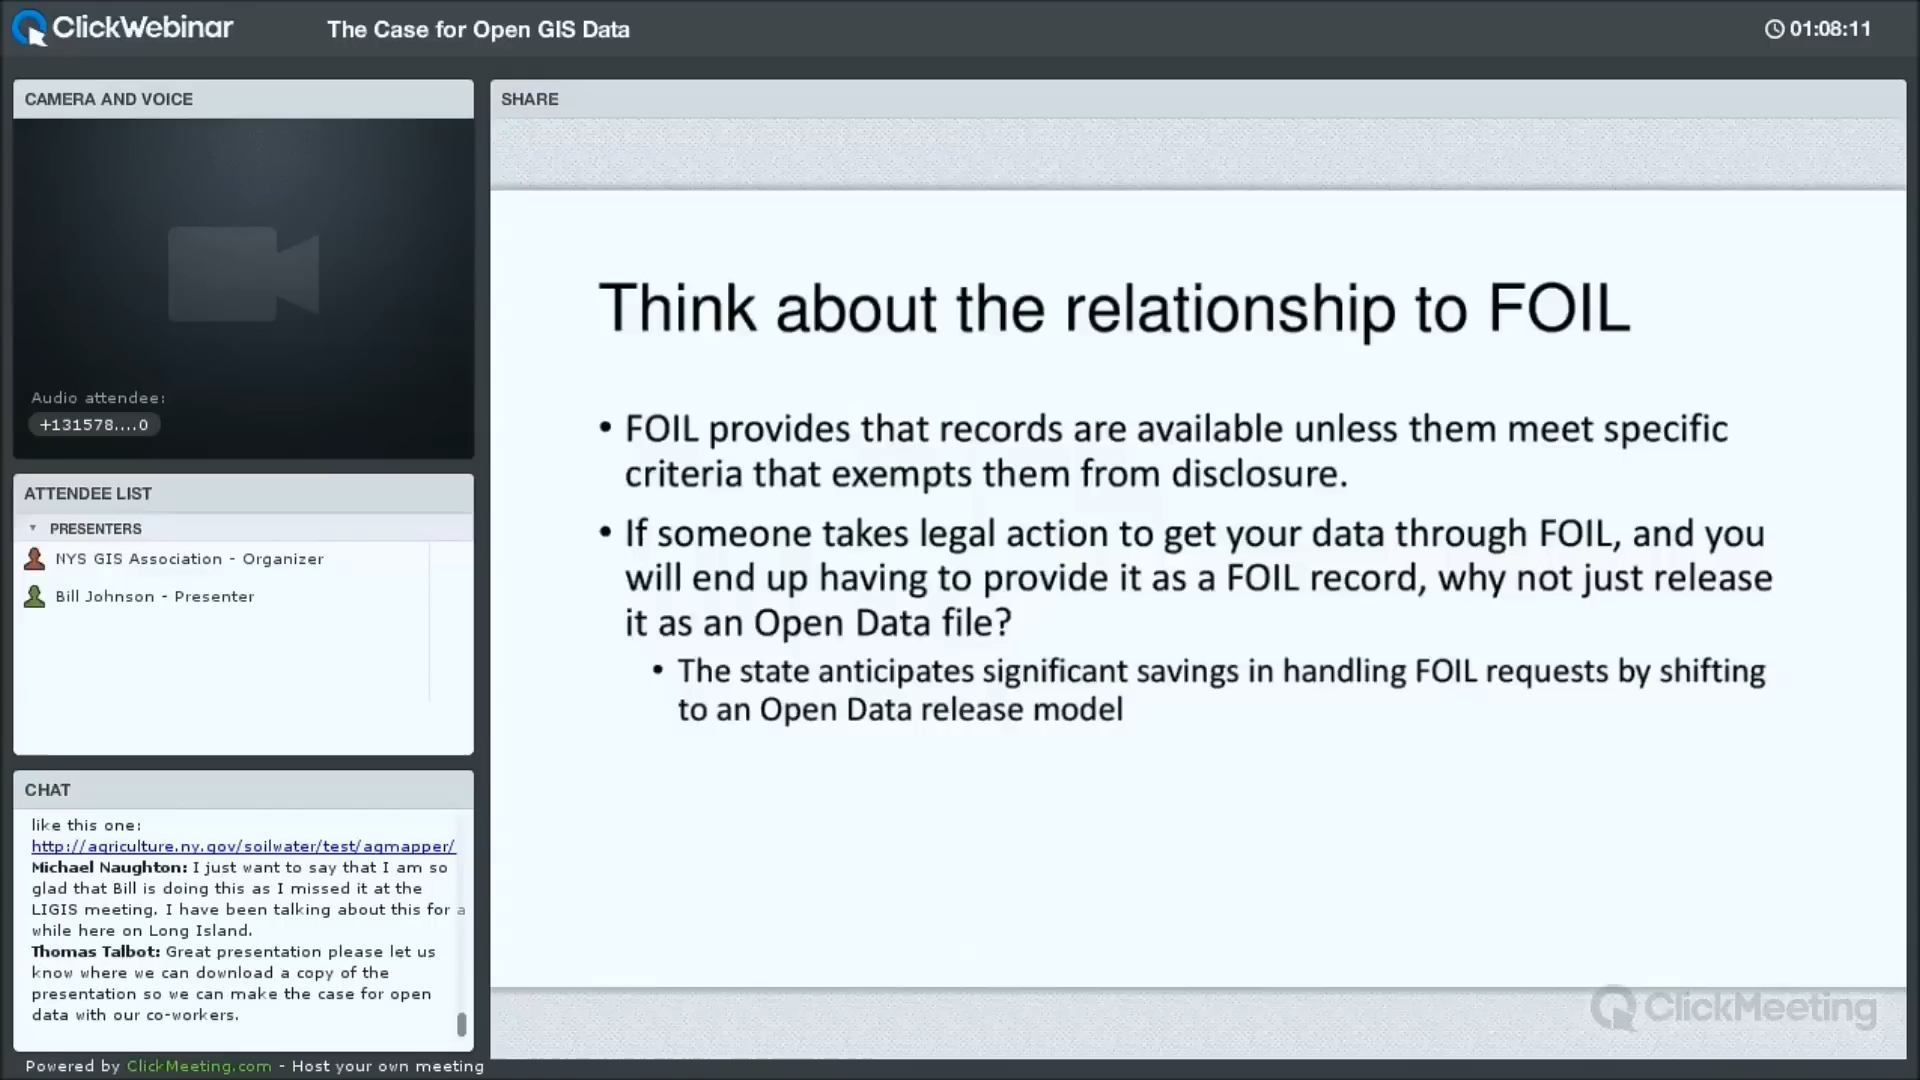 ClickWebinar
The Case for Open GIS Data
01:08:11
CAMERA AND VOICE
Audio attendee:
+131578....0
ATTENDEE LIST
PRESENTERS
NYS GIS Association - Organizer
Bill Johnson - Presenter
CHAT
like this one:
http://agriculture.ny.gov/soilwater/test/aqmapper/
Michael Naughton: I just want to say that I am so
glad that Bill is doing this as I missed it at the
LIGIS meeting. I have been talking about this for a
while here on Long Island.
Thomas Talbot: Great presentation please let us
know where we can download a copy of the
presentation so we can make the case for open
data with our co-workers.
Powered by ClickMeeting.com - Host your own meeting
SHARE
Think about the relationship to FOIL
• FOIL provides that records are available unless them meet specific
criteria that exempts them from disclosure.
• If someone takes legal action to get your data through FOIL, and you
will end up having to provide it as a FOIL record, why not just release
it as an Open Data file?
• The state anticipates significant savings in handling FOIL requests by shifting
to an Open Data release model
ClickMeeting